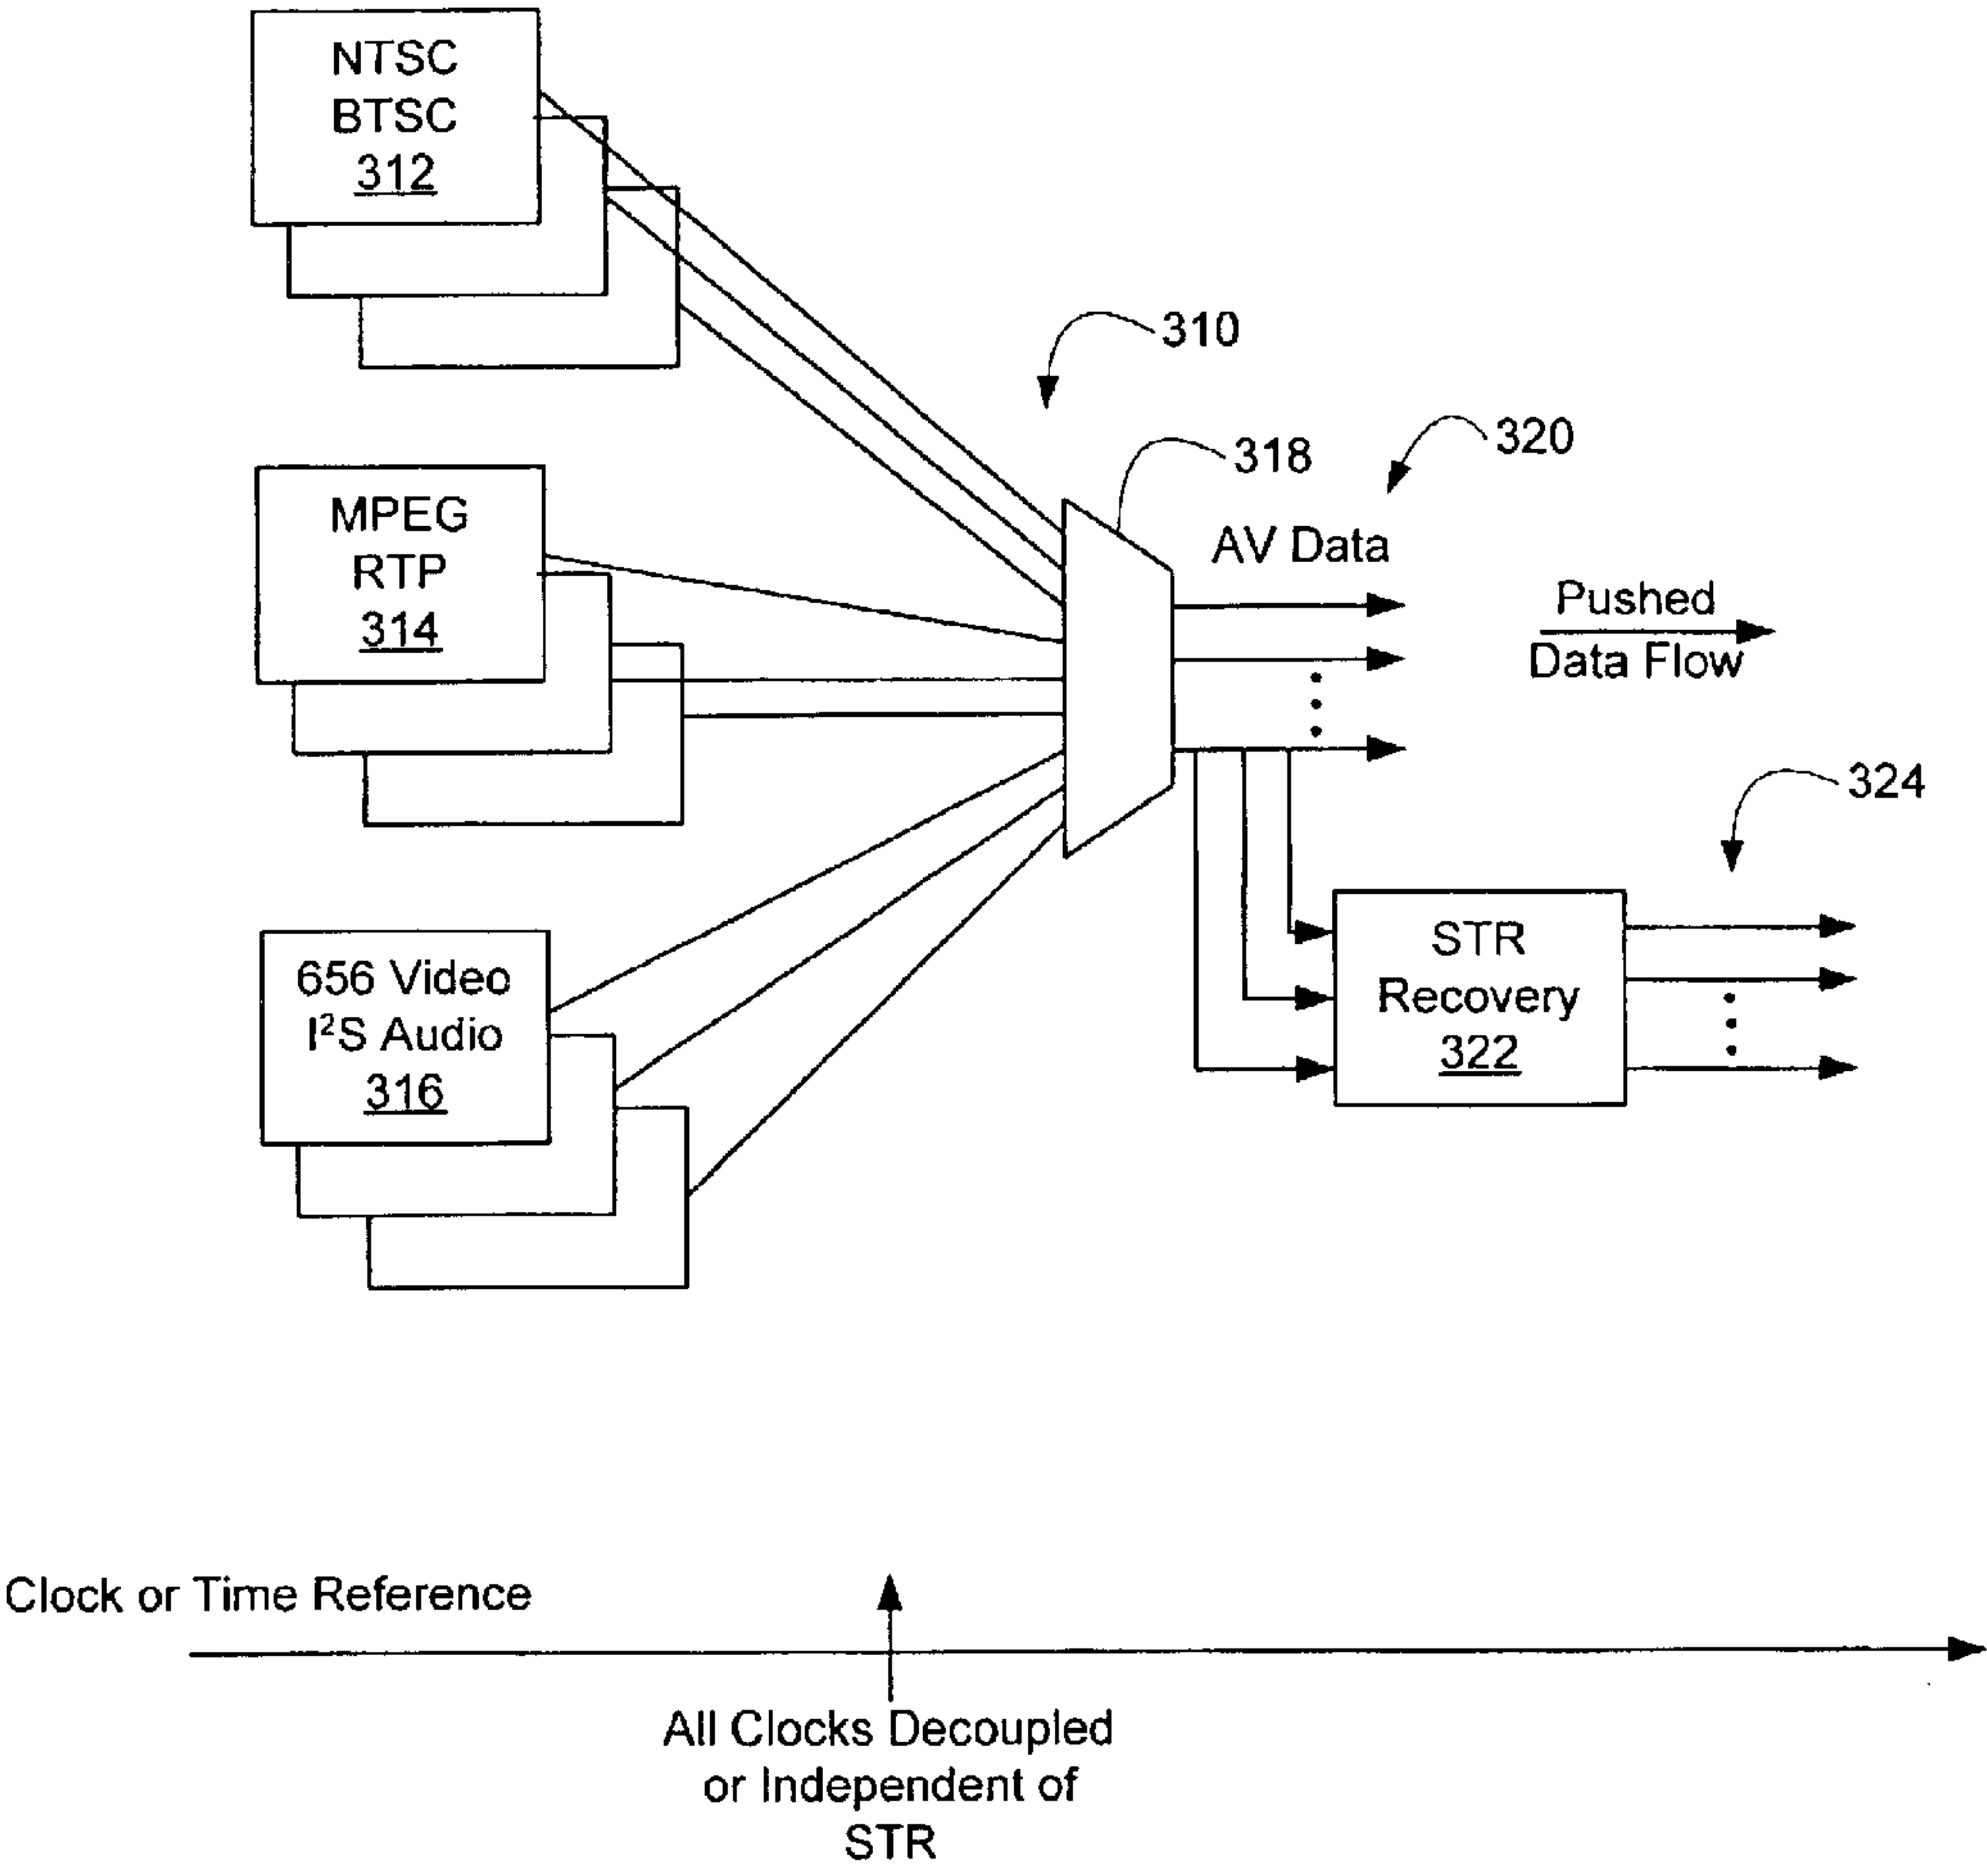 NTSC
BTSC
312
310
320
318
MPEG
RTP
314
AV Data
Pushed
Data Flow
324
656 Video
I²S Audio
316
STR
Recovery
322
Clock or Time Reference
All Clocks Decoupled
or Independent of
STR